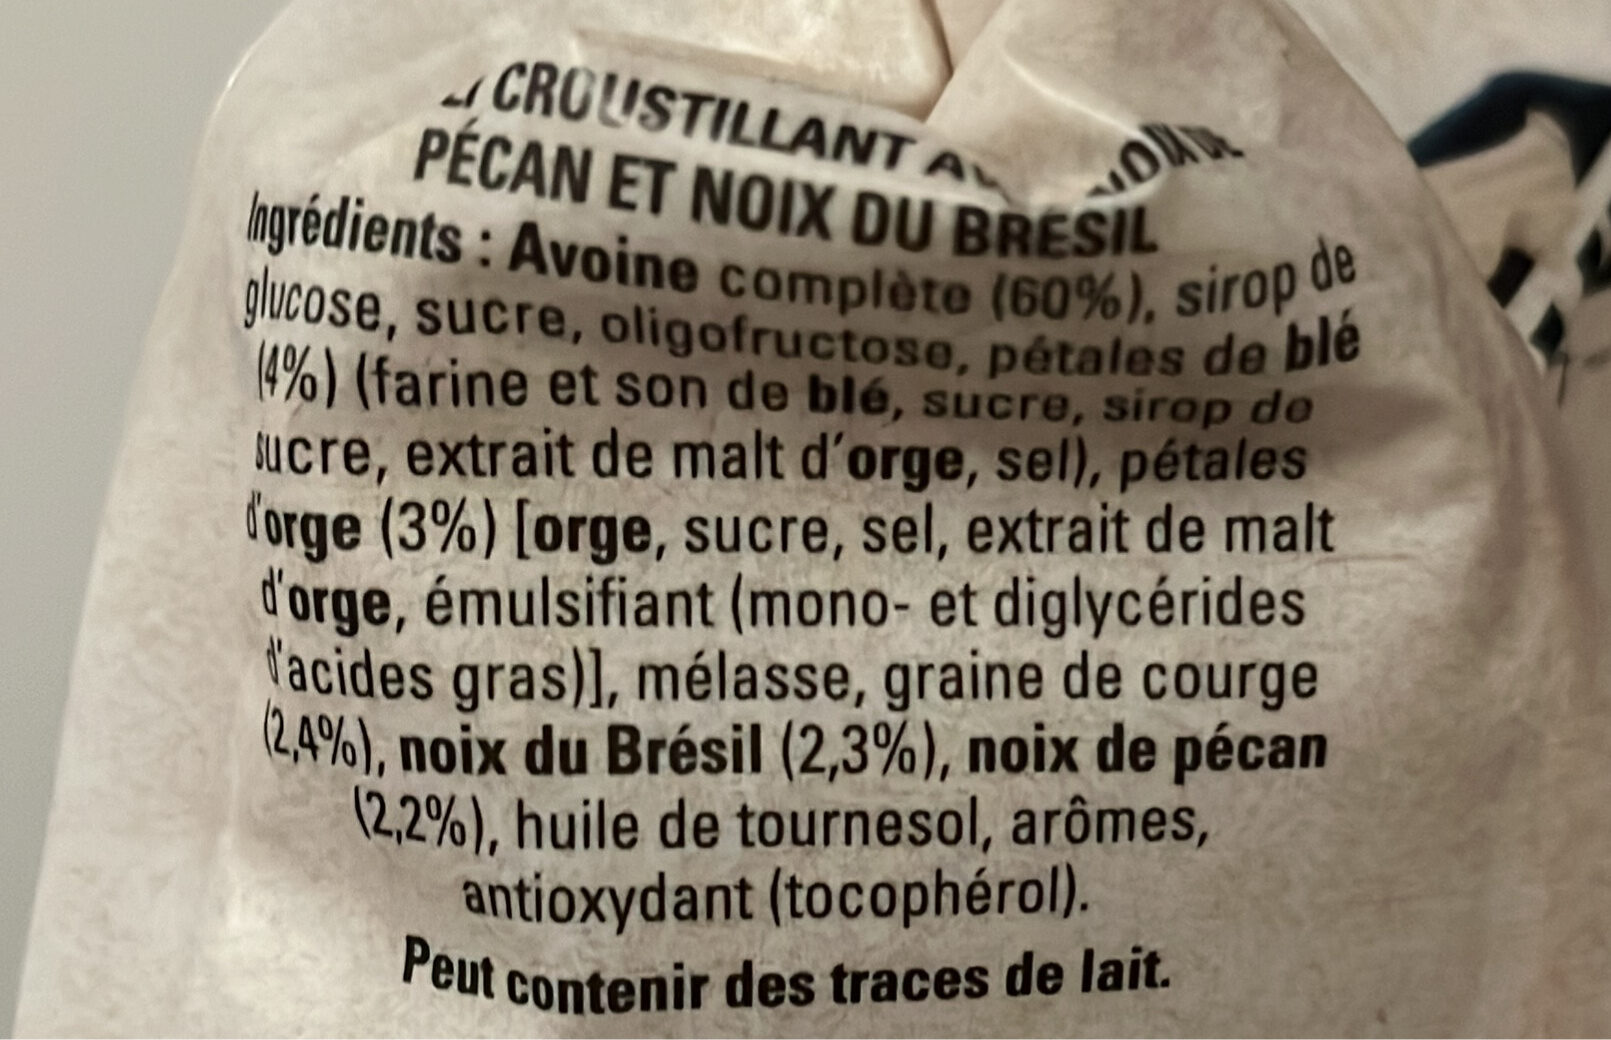 CROUSTILLANT
PÉCAN ET NOIX DU BRÉSIL
Ingrédients : Avoine complète (60%), sirop de
glucose, sucre, oligofructose, pétales de blé
(4%) (farine et son de blé, sucre, sirop de
sucre, extrait de malt d'orge, sel), pétales
d'orge (3%) [orge, sucre, sel, extrait de malt
d'orge, émulsifiant (mono- et diglycérides
d'acides gras)], mélasse, graine de courge
(2,4%), noix du Brésil (2,3%), noix de pécan
(2,2%), huile de tournesol, arômes,
antioxydant (tocophérol).
Peut contenir des traces de lait.